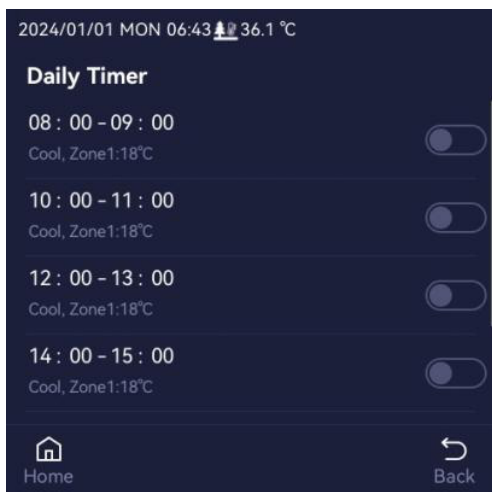 2024/01/01 MON 06:43 36.1 ℃
Daily Timer
08 : 00 – 09 : 00
Cool, Zone1:18℃
10 : 00 – 11 : 00
Cool, Zone1:18℃
12 : 00 – 13 : 00
Cool, Zone1:18℃
14 : 00 – 15 : 00
Cool, Zone1:18℃
Home
Back